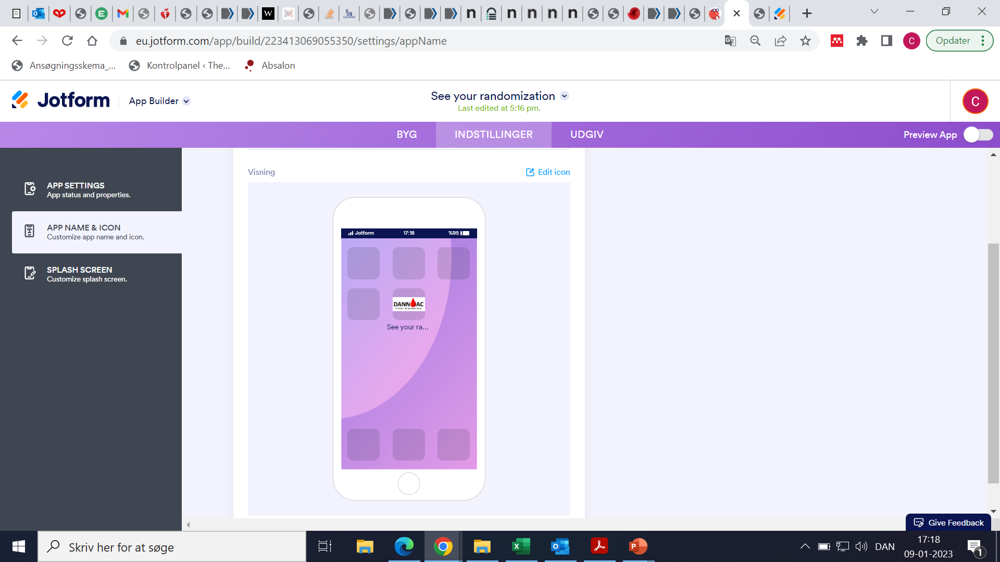 eu.jotform.com/app/build/223413069055350/settings/appName
Opdater
C
Ansøgningsskema_...
Kontrolpanel ‹ The...
Absalon
Jotform
App Builder
See your randomization
Last edited at 5:16 pm.
C
BYG
INDSTILLINGER
UDGIV
Preview App
APP SETTINGS
App status and properties.
APP NAME & ICON
Customize app name and icon.
SPLASH SCREEN
Customize splash screen.
Visning
Edit icon
Jotform
17:18
%95
DANN AC
See your ra...
Give Feedback
Skriv her for at søge
DAN
17:18
09-01-2023
1